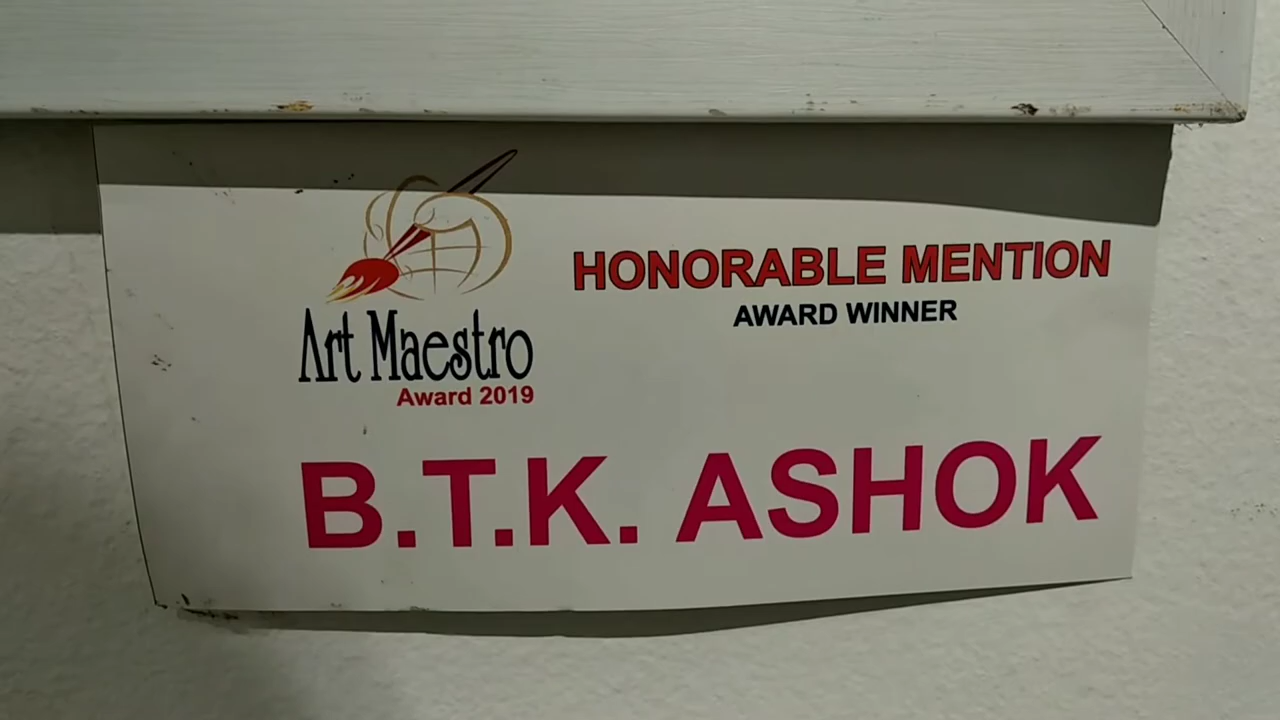 Art Maestro
Award 2019
HONORABLE MENTION
AWARD WINNER
B.T.K. ASHOK